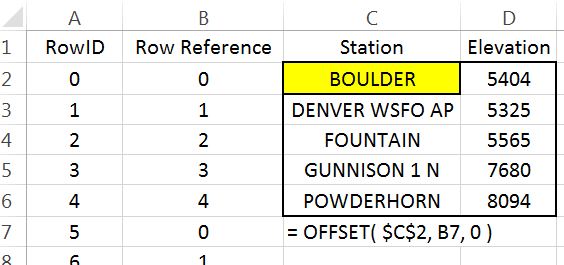 A B C D
1 RowID Row Reference Station Elevation
2 0 0 BOULDER 5404
3 1 1 DENVER WSFO AP 5325
4 2 2 FOUNTAIN 5565
5 3 3 GUNNISON 1 N 7680
6 4 4 POWDERHORN 8094
7 5 0 = OFFSET( $C$2, B7, 0 )
8 6 1